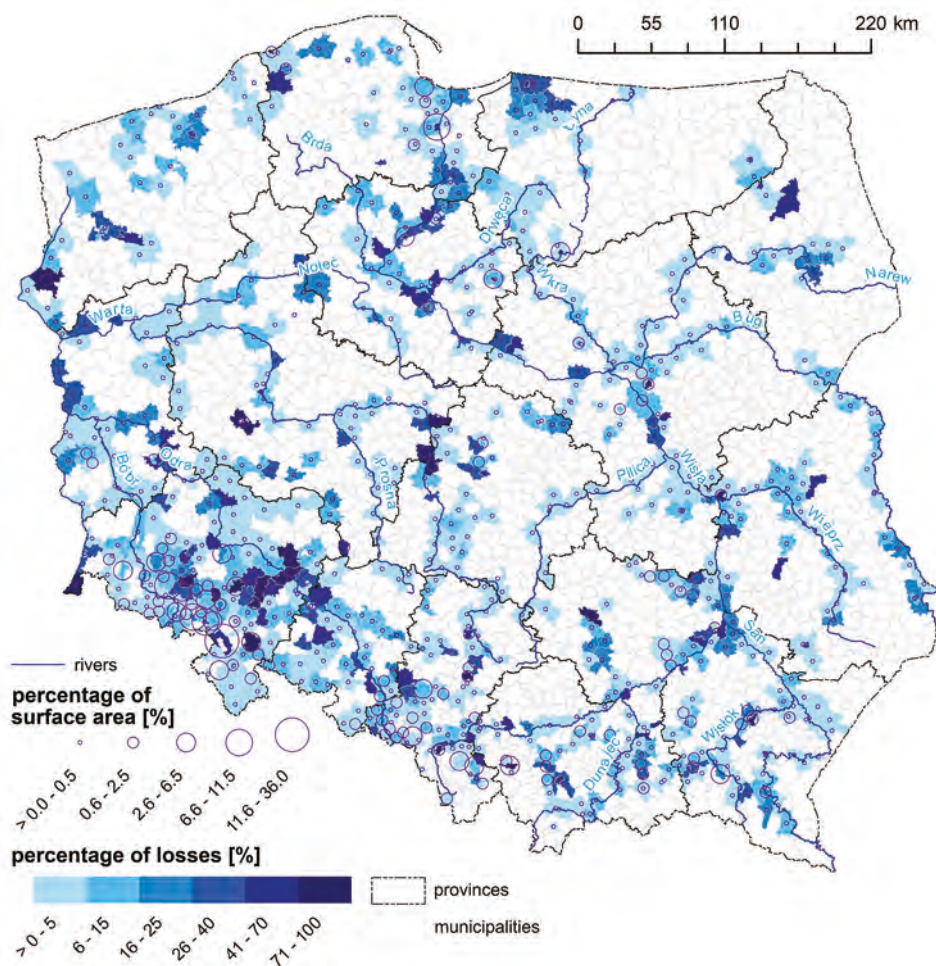 0 55 110 220 km
Łyna
Brda
Drwęca
Noteć
Wkra
Narew
Warta
Bug
Bóbr
Odra
Prosna
Pilica
Wisła
Wieprz
San
rivers
percentage of
surface area [%]
> 0.0 - 0.5
0.6 - 2.5
2.6 - 6.5
6.6 - 11.5
11.6 - 36.0
Wisłok
Dunajec
percentage of losses [%]
> 0 - 5
6 - 15
16 - 25
26 - 40
41 - 70
71 - 100
provinces
municipalities